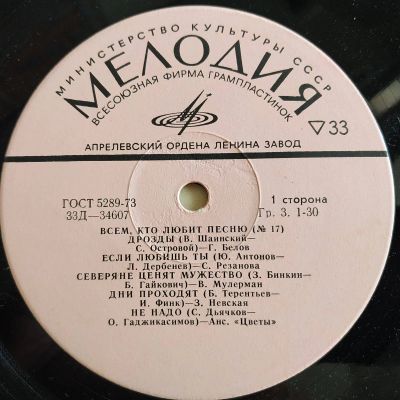 МИНИСТЕРСТВО КУЛЬТУРЫ СССР
МЕЛОДИЯ
ВСЕСОЮЗНАЯ ФИРМА ГРАМПЛАСТИНОК
▽33
АПРЕЛЕВСКИЙ ОРДЕНА ЛЕНИНА ЗАВОД
ГОСТ 5289-73
33Д—34607
1 сторона
Гр. 3. 1-30
ВСЕМ, КТО ЛЮБИТ ПЕСНЮ (№ 17)
ДРОЗДЫ (В. Шаинский—
С. Островой)— Г. Белов
ЕСЛИ ЛЮБИШЬ ТЫ (Ю. Антонов—
Л. Дербенев)—С. Резанова
СЕВЕРЯНЕ ЦЕНЯТ МУЖЕСТВО (З. Бинкин—
Б. Гайкович)— В. Мулерман
ДНИ ПРОХОДЯТ (Б. Терентьев—
И. Финк)— З. Невская
НЕ НАДО (С. Дьячков—
О. Гаджикасимов)— Анс. «Цветы»